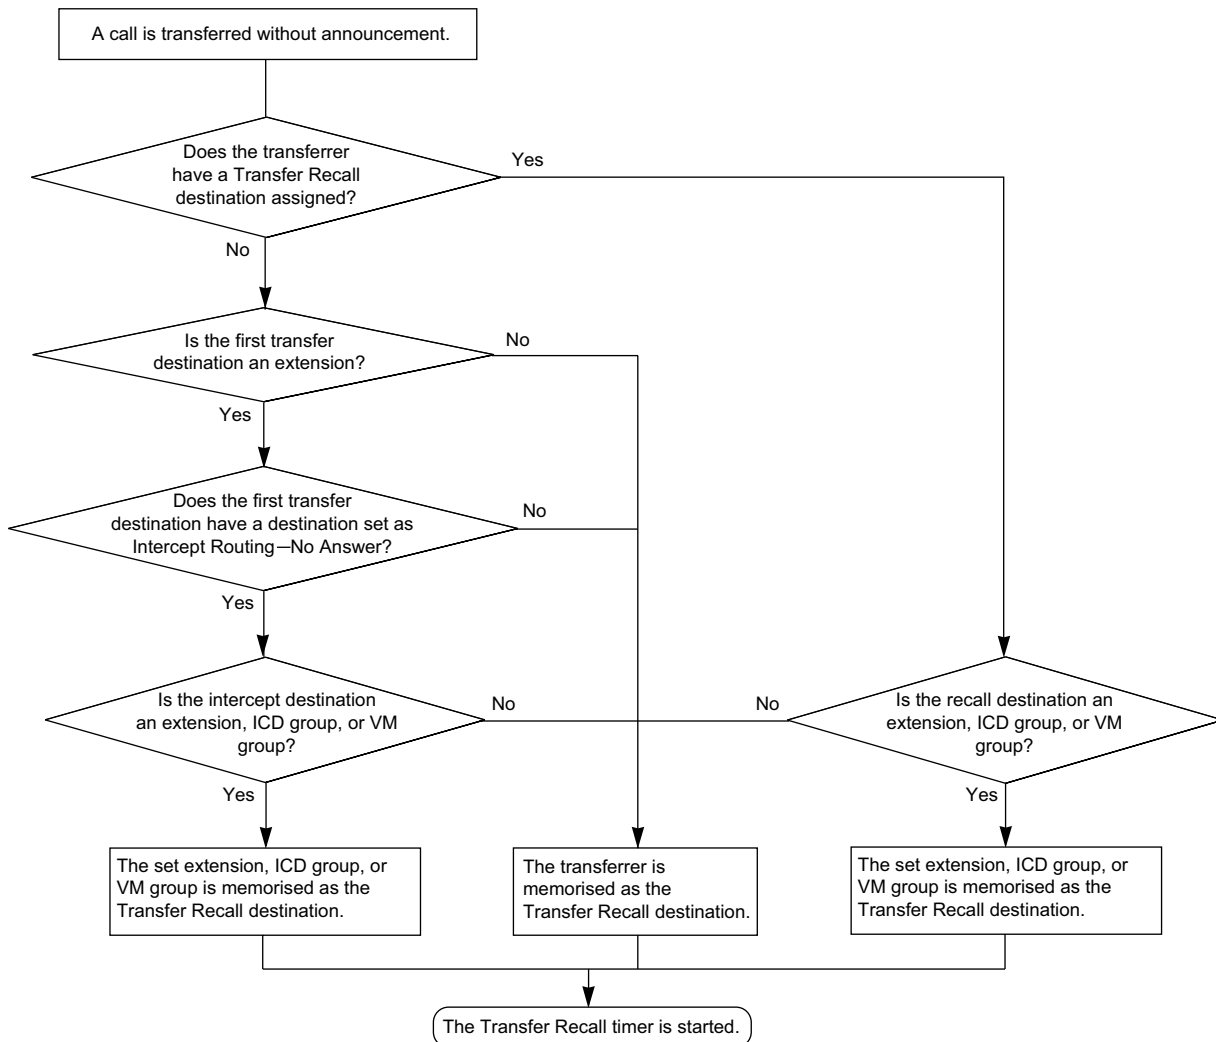 A call is transferred without announcement.
Does the transferrer
have a Transfer Recall
destination assigned?
Yes
No
Is the first transfer
destination an extension?
No
Yes
Does the first transfer
destination have a destination set as
Intercept Routing—No Answer?
No
Yes
Is the intercept destination
an extension, ICD group, or VM
group?
No
No
Is the recall destination an
extension, ICD group, or VM
group?
Yes
Yes
The set extension, ICD group, or
VM group is memorised as the
Transfer Recall destination.
The transferrer is
memorised as the
Transfer Recall destination.
The set extension, ICD group, or
VM group is memorised as the
Transfer Recall destination.
The Transfer Recall timer is started.